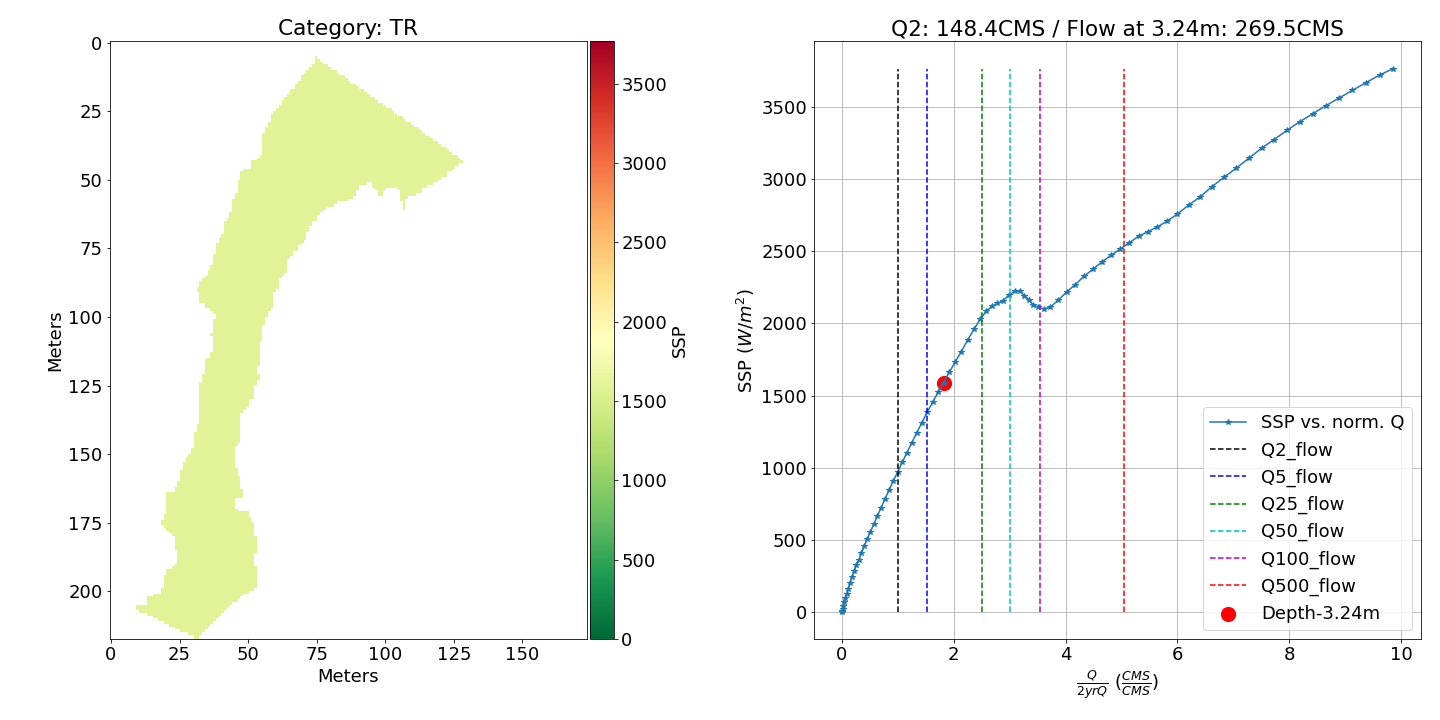 Category: TR
0
25
50
75
100
125
150
175
200
Meters
0
25
50
75
100
125
150
Meters
3500
3000
2500
2000
1500
1000
500
0
SSP
Q2: 148.4CMS / Flow at 3.24m: 269.5CMS
3500
3000
2500
2000
1500
1000
500
0
SSP (W/m²)
0
2
4
6
8
10
Q/2yrQ (CMS/CMS)
SSP vs. norm. Q
Q2_flow
Q5_flow
Q25_flow
Q50_flow
Q100_flow
Q500_flow
Depth-3.24m